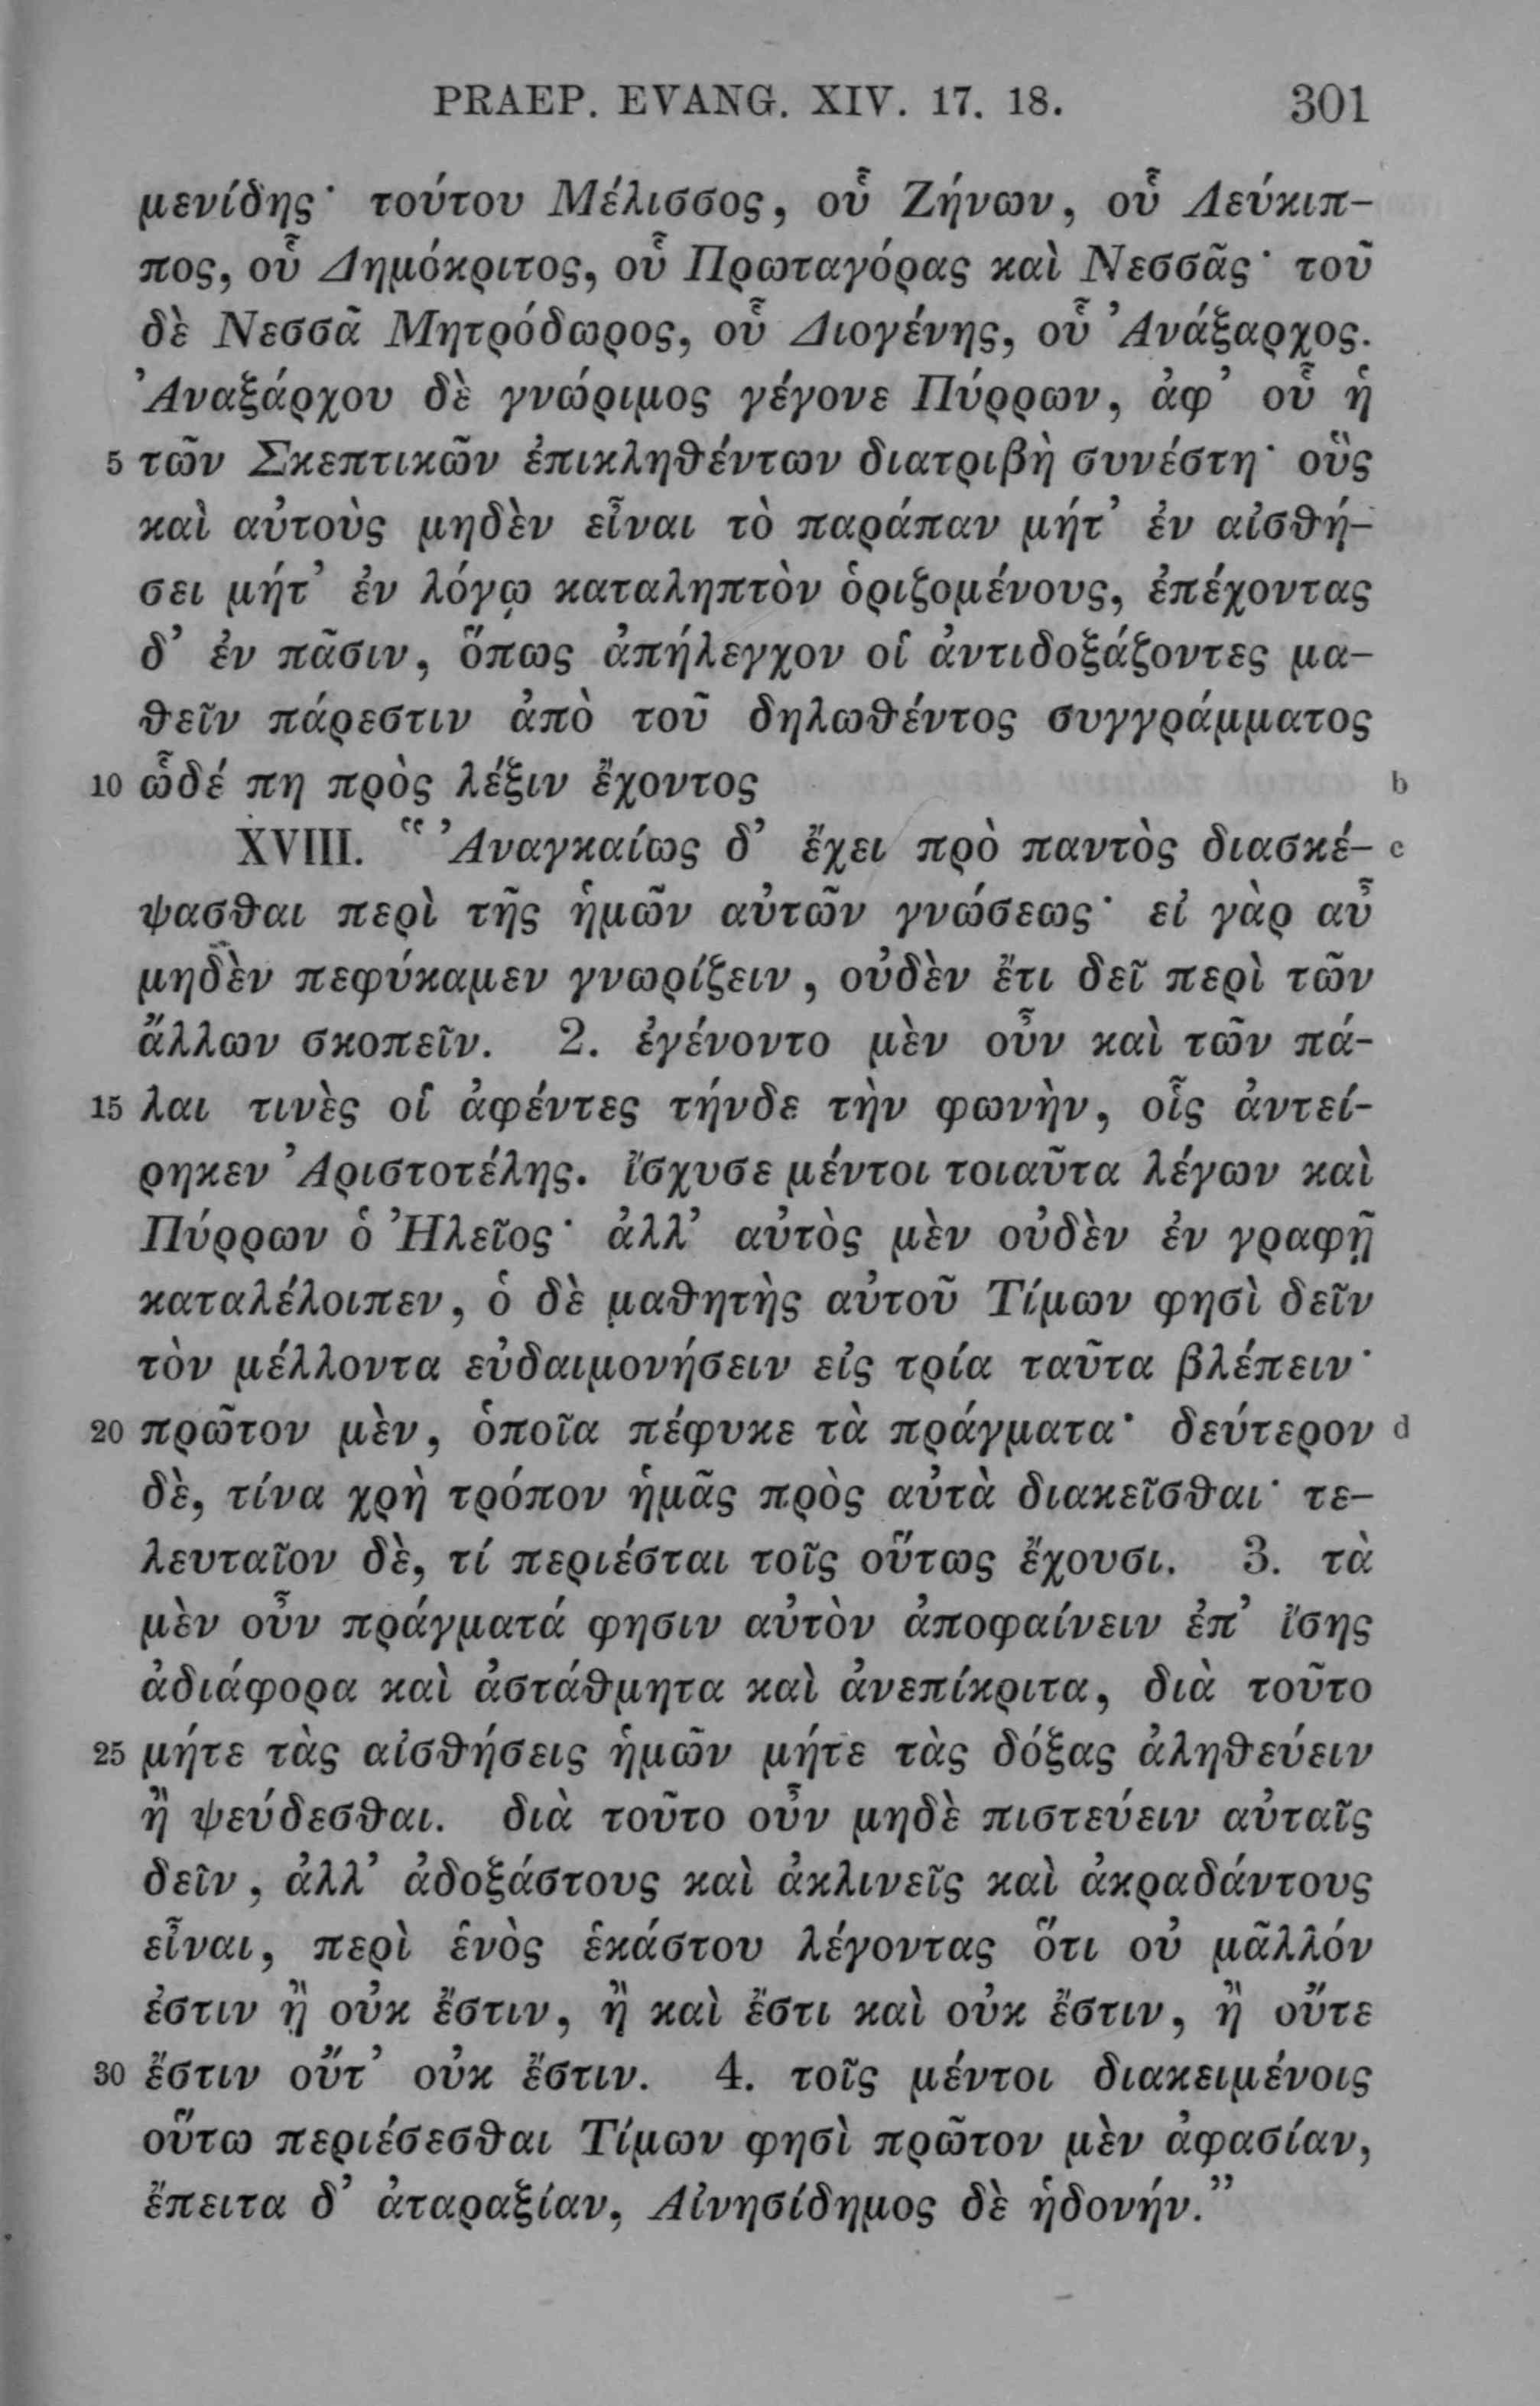 PRAEP. EVANG. XIV. 17. 18. 301
μενίδης· τούτου Μέλισσος, οὗ Ζήνων, οὗ Λεύκιπ-
πος, οὗ Δημόκριτος, οὗ Πρωταγόρας καὶ Νεσσᾶς· τοῦ
δὲ Νεσσᾶ Μητρόδωρος, οὗ Διογένης, οὗ Ἀνάξαρχος.
Ἀναξάρχου δὲ γνώριμος γέγονε Πύρρων, ἀφ' οὗ ἡ
5 τῶν Σκεπτικῶν ἐπικληθέντων διατριβὴ συνέστη· οὓς
καὶ αὐτοὺς μηδὲν εἶναι τὸ παράπαν μήτ' ἐν αἰσθή-
σει μήτ' ἐν λόγῳ καταληπτὸν ὁριζομένους, ἐπέχοντας
δ' ἐν πᾶσιν, ὅπως ἀπήλεγχον οἱ ἀντιδοξάζοντες μα-
θεῖν πάρεστιν ἀπὸ τοῦ δηλωθέντος συγγράμματος
10 ὧδέ πη πρὸς λέξιν ἔχοντος b
XVIII. “Ἀναγκαίως δ' ἔχει πρὸ παντὸς διασκέ- c
ψασθαι περὶ τῆς ἡμῶν αὐτῶν γνώσεως· εἰ γὰρ αὖ
μηδὲν πεφύκαμεν γνωρίζειν, οὐδὲν ἔτι δεῖ περὶ τῶν
ἄλλων σκοπεῖν. 2. ἐγένοντο μὲν οὖν καὶ τῶν πά-
15 λαι τινὲς οἱ ἀφέντες τήνδε τὴν φωνὴν, οἷς ἀντεί-
ρηκεν Ἀριστοτέλης. ἴσχυσε μέντοι τοιαῦτα λέγων καὶ
Πύρρων ὁ Ἠλεῖος· ἀλλ' αὐτὸς μὲν οὐδὲν ἐν γραφῇ
καταλέλοιπεν, ὁ δὲ μαθητὴς αὐτοῦ Τίμων φησὶ δεῖν
τὸν μέλλοντα εὐδαιμονήσειν εἰς τρία ταῦτα βλέπειν·
20 πρῶτον μὲν, ὁποῖα πέφυκε τὰ πράγματα· δεύτερον d
δὲ, τίνα χρὴ τρόπον ἡμᾶς πρὸς αὐτὰ διακεῖσθαι· τε-
λευταῖον δὲ, τί περιέσται τοῖς οὕτως ἔχουσι. 3. τὰ
μὲν οὖν πράγματά φησιν αὐτὸν ἀποφαίνειν ἐπ' ἴσης
ἀδιάφορα καὶ ἀστάθμητα καὶ ἀνεπίκριτα, διὰ τοῦτο
25 μήτε τὰς αἰσθήσεις ἡμῶν μήτε τὰς δόξας ἀληθεύειν
ἢ ψεύδεσθαι. διὰ τοῦτο οὖν μηδὲ πιστεύειν αὐταῖς
δεῖν, ἀλλ' ἀδοξάστους καὶ ἀκλινεῖς καὶ ἀκραδάντους
εἶναι, περὶ ἑνὸς ἑκάστου λέγοντας ὅτι οὐ μᾶλλόν
ἐστιν ἢ οὐκ ἔστιν, ἢ καὶ ἔστι καὶ οὐκ ἔστιν, ἢ οὔτε
30 ἔστιν οὔτ' οὐκ ἔστιν. 4. τοῖς μέντοι διακειμένοις
οὕτω περιέσεσθαι Τίμων φησὶ πρῶτον μὲν ἀφασίαν,
ἔπειτα δ' ἀταραξίαν, Αἰνησίδημος δὲ ἡδονήν.”